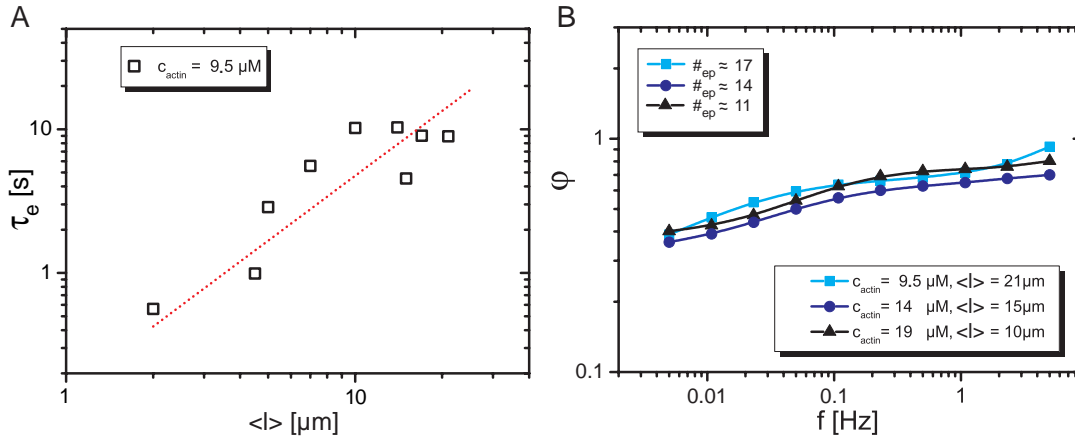 A
c_actin = 9.5 µM
10
1
τ_e [s]
1
10
<l> [µm]
B
#_ep ≈ 17
#_ep ≈ 14
#_ep ≈ 11
1
φ
c_actin = 9.5 µM, <l> = 21µm
c_actin = 14 µM, <l> = 15µm
c_actin = 19 µM, <l> = 10µm
0.1
0.01
0.1
1
f [Hz]